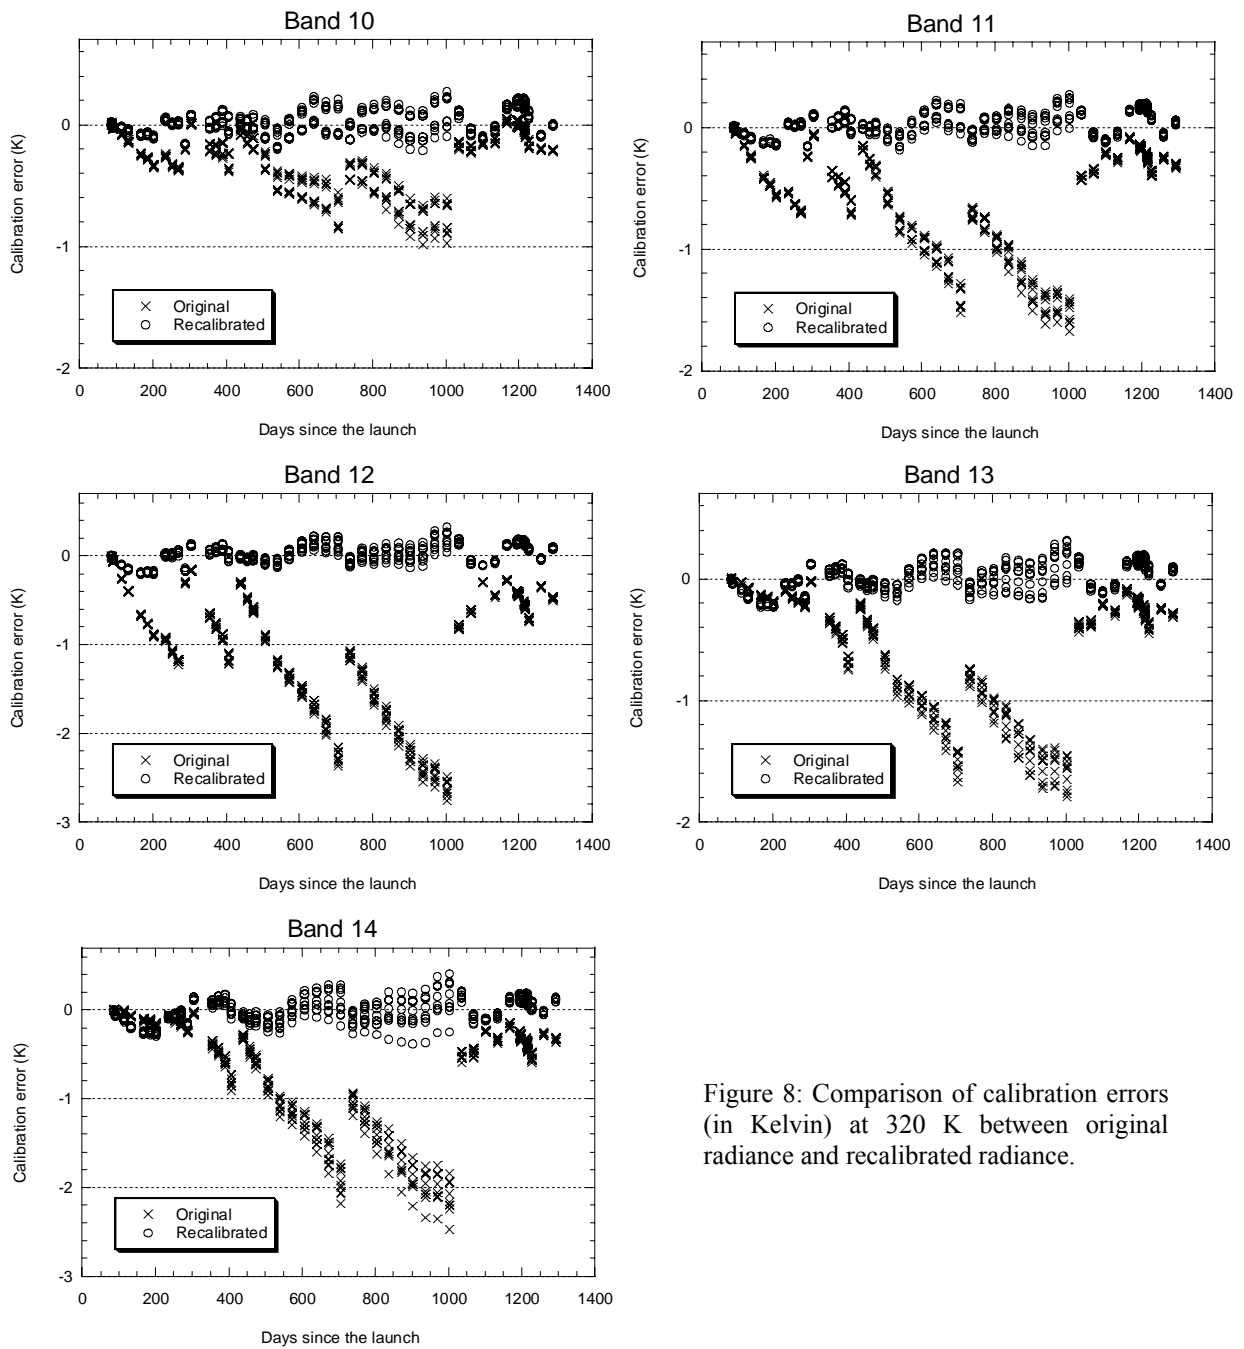 Band 10
Calibration error (K)
0
-1
-2
0 200 400 600 800 1000 1200 1400
Days since the launch
Original
Recalibrated
Band 11
Calibration error (K)
0
-1
-2
0 200 400 600 800 1000 1200 1400
Days since the launch
Original
Recalibrated
Band 12
Calibration error (K)
0
-1
-2
-3
0 200 400 600 800 1000 1200 1400
Days since the launch
Original
Recalibrated
Band 13
Calibration error (K)
0
-1
-2
0 200 400 600 800 1000 1200 1400
Days since the launch
Original
Recalibrated
Band 14
Calibration error (K)
0
-1
-2
-3
0 200 400 600 800 1000 1200 1400
Days since the launch
Original
Recalibrated
Figure 8: Comparison of calibration errors
(in Kelvin) at 320 K between original
radiance and recalibrated radiance.